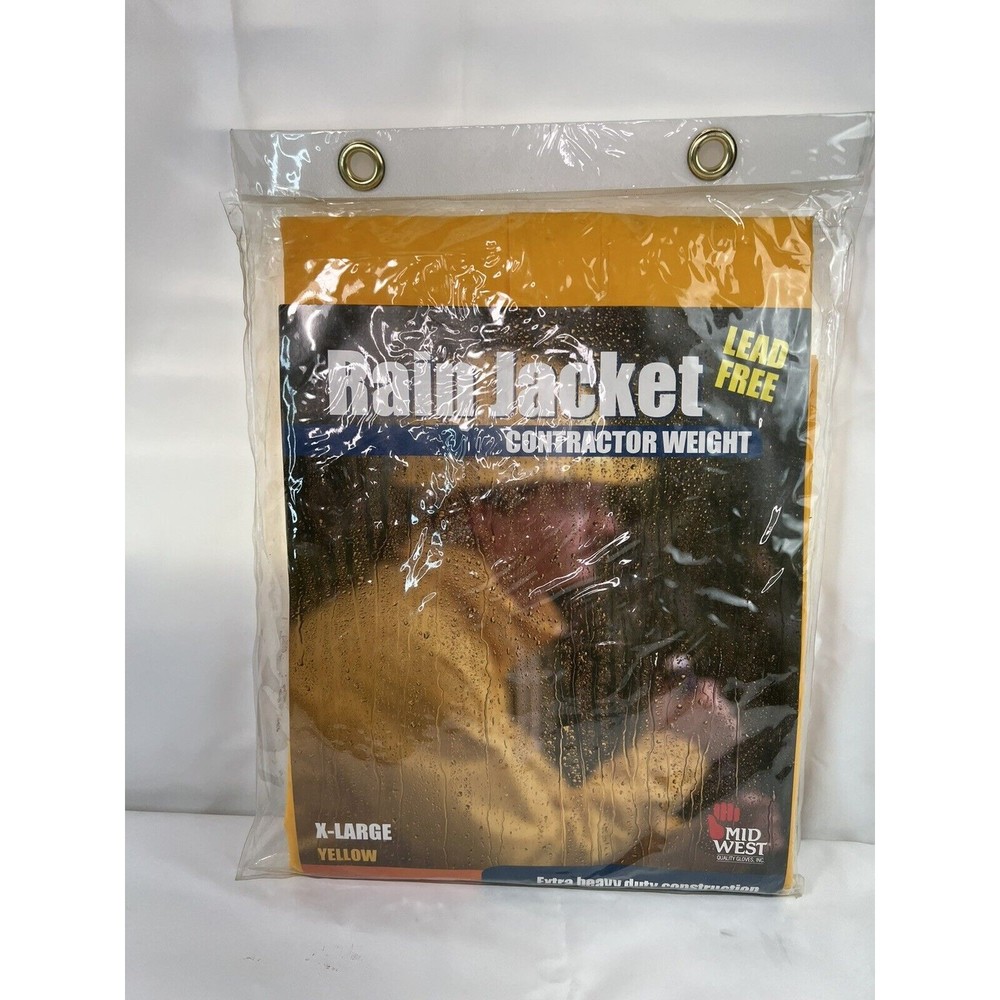 LEAD
FREE
Rain Jacket
CONTRACTOR WEIGHT
X-LARGE
YELLOW
MID
WEST
QUALITY GLOVES, INC
Extra heavy duty construction